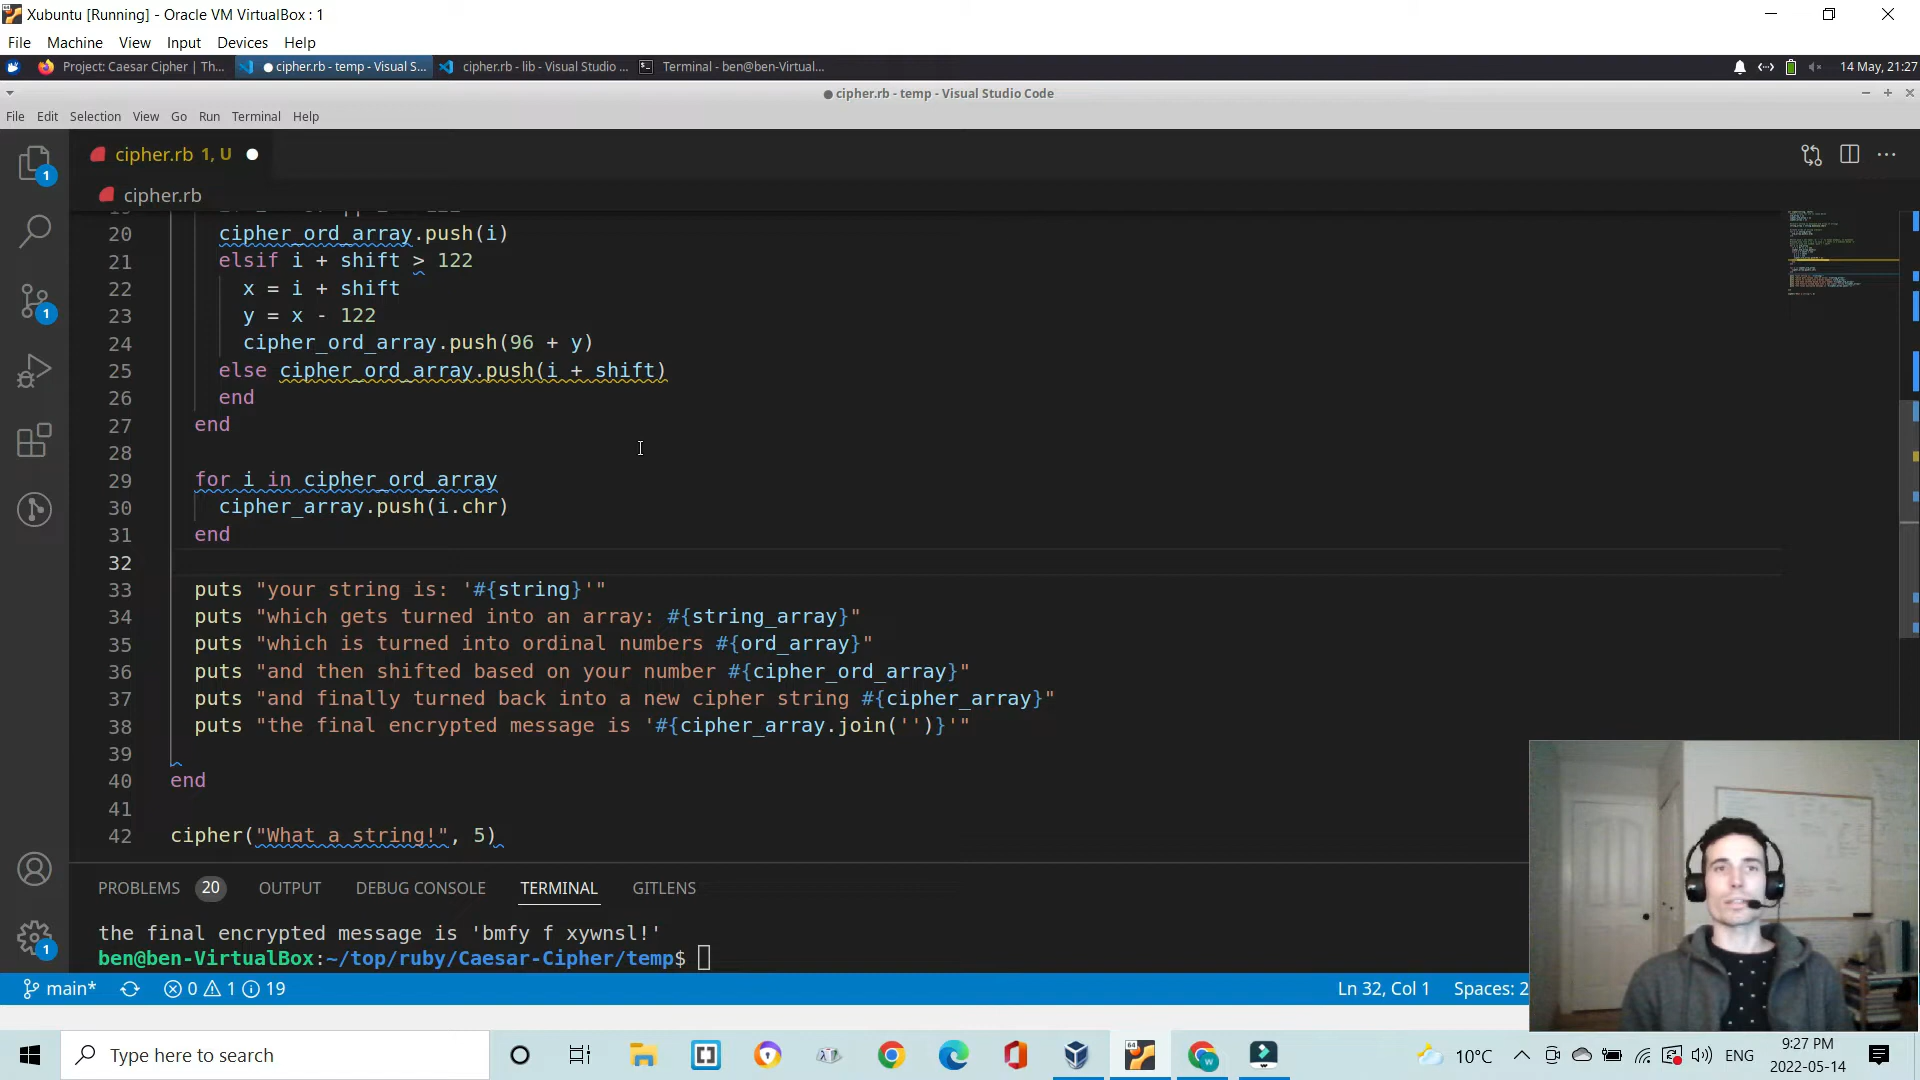 Xubuntu [Running] - Oracle VM VirtualBox : 1
File Machine View Input Devices Help
Project: Caesar Cipher | Th...
cipher.rb - temp - Visual S...
cipher.rb - lib - Visual Studio ...
Terminal - ben@ben-Virtual...
14 May, 21:27
cipher.rb - temp - Visual Studio Code
File Edit Selection View Go Run Terminal Help
cipher.rb 1, U
cipher.rb
20 cipher_ord_array.push(i)
21 elsif i + shift > 122
22 x = i + shift
23 y = x - 122
24 cipher_ord_array.push(96 + y)
25 else cipher_ord_array.push(i + shift)
26 end
27 end
28
29 for i in cipher_ord_array
30 cipher_array.push(i.chr)
31 end
32
33 puts "your string is: '#{string}'"
34 puts "which gets turned into an array: #{string_array}"
35 puts "which is turned into ordinal numbers #{ord_array}"
36 puts "and then shifted based on your number #{cipher_ord_array}"
37 puts "and finally turned back into a new cipher string #{cipher_array}"
38 puts "the final encrypted message is '#{cipher_array.join('')}'"
39
40 end
41
42 cipher("What a string!", 5)
1
1
1
PROBLEMS 20 OUTPUT DEBUG CONSOLE TERMINAL GITLENS
the final encrypted message is 'bmfy f xywnsl!'
ben@ben-VirtualBox:~/top/ruby/Caesar-Cipher/temp$
main* 0 1 19
Ln 32, Col 1 Spaces: 2
Type here to search
10°C
ENG
9:27 PM
2022-05-14